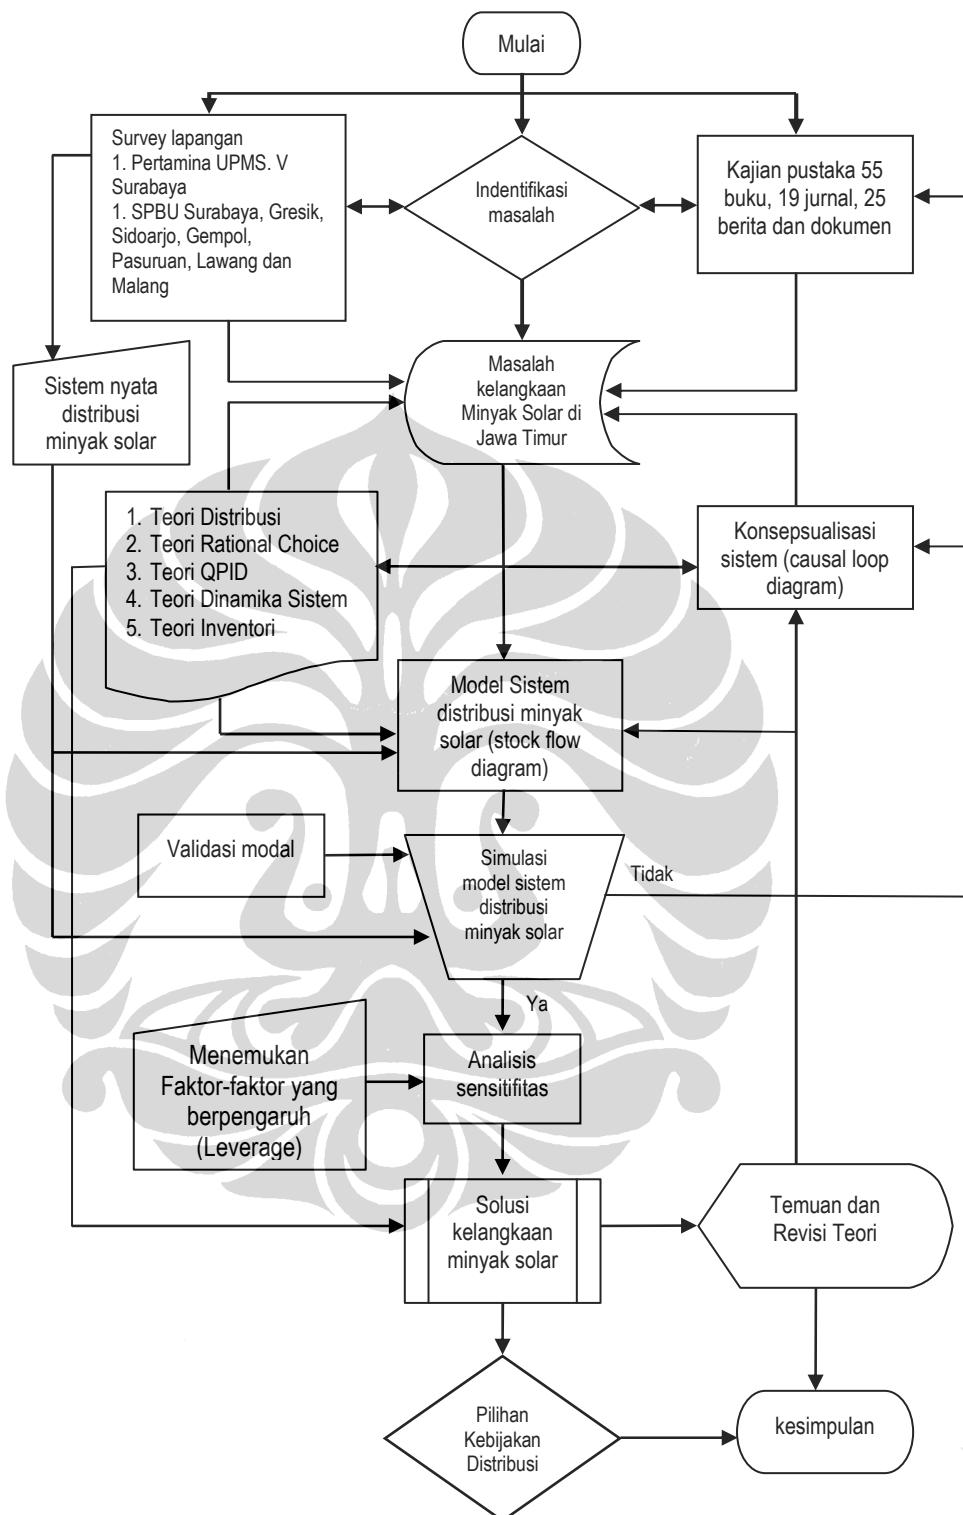 Mulai
Survey lapangan
1. Pertamina UPMS. V
Surabaya
1. SPBU Surabaya, Gresik,
Sidoarjo, Gempol,
Pasuruan, Lawang dan
Malang
Indentifikasi
masalah
Kajian pustaka 55
buku, 19 jurnal, 25
berita dan dokumen
Sistem nyata
distribusi
minyak solar
Masalah
kelangkaan
Minyak Solar di
Jawa Timur
1. Teori Distribusi
2. Teori Rational Choice
3. Teori QPID
4. Teori Dinamika Sistem
5. Teori Inventori
Konsepsualisasi
sistem (causal loop
diagram)
Model Sistem
distribusi minyak
solar (stock flow
diagram)
Validasi modal
Simulasi
model sistem
distribusi
minyak solar
Tidak
Ya
Menemukan
Faktor-faktor yang
berpengaruh
(Leverage)
Analisis
sensitifitas
Solusi
kelangkaan
minyak solar
Temuan dan
Revisi Teori
Pilihan
Kebijakan
Distribusi
kesimpulan